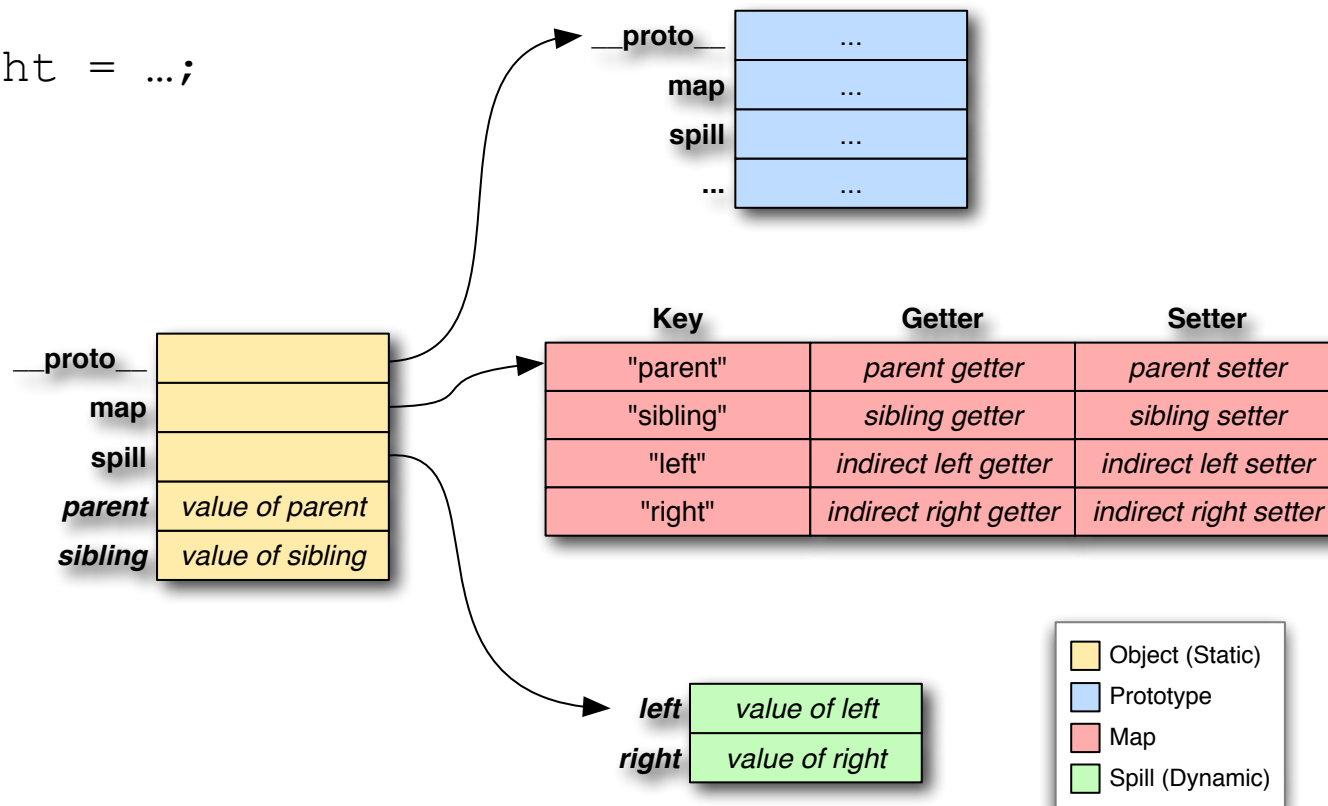 ht = …;
__proto__ ...
map ...
spill ...
... ...
__proto__
map
spill
parent value of parent
sibling value of sibling
Key Getter Setter
"parent" parent getter parent setter
"sibling" sibling getter sibling setter
"left" indirect left getter indirect left setter
"right" indirect right getter indirect right setter
left value of left
right value of right
Object (Static)
Prototype
Map
Spill (Dynamic)